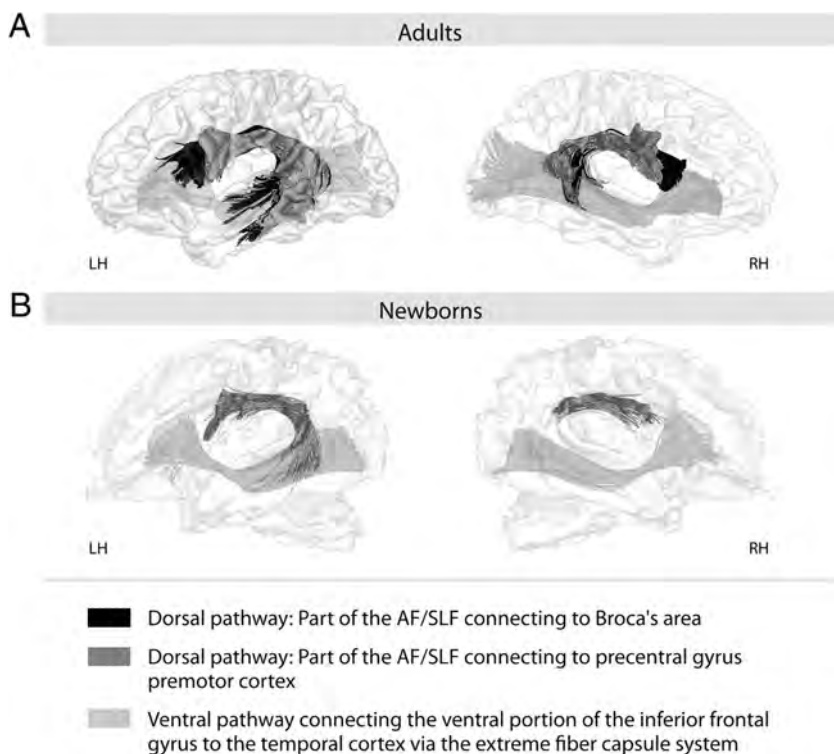 A
Adults
LH
RH
B
Newborns
LH
RH
Dorsal pathway: Part of the AF/SLF connecting to Broca's area
Dorsal pathway: Part of the AF/SLF connecting to precentral gyrus
premotor cortex
Ventral pathway connecting the ventral portion of the inferior frontal
gyrus to the temporal cortex via the extreme fiber capsule system